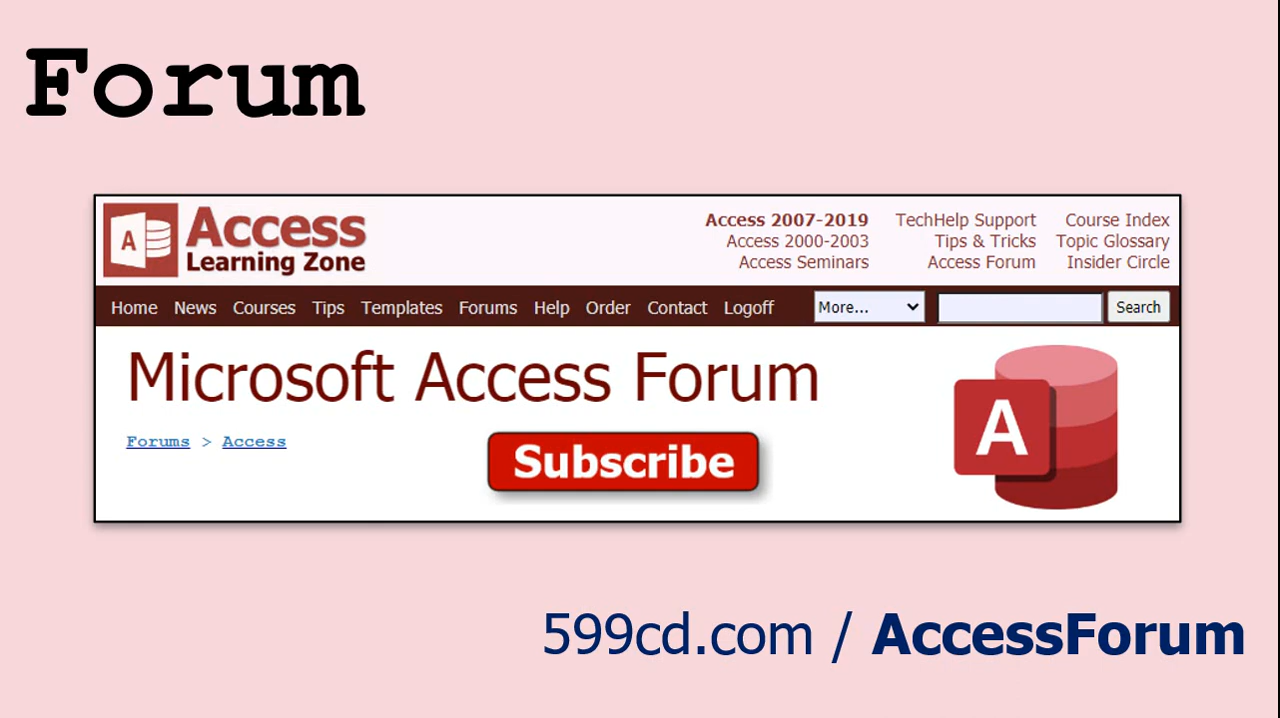 Forum
A Access
Learning Zone
Access 2007-2019 TechHelp Support Course Index
Access 2000-2003 Tips & Tricks Topic Glossary
Access Seminars Access Forum Insider Circle
Home News Courses Tips Templates Forums Help Order Contact Logoff More... Search
Microsoft Access Forum
Forums > Access
Subscribe
A
599cd.com / AccessForum